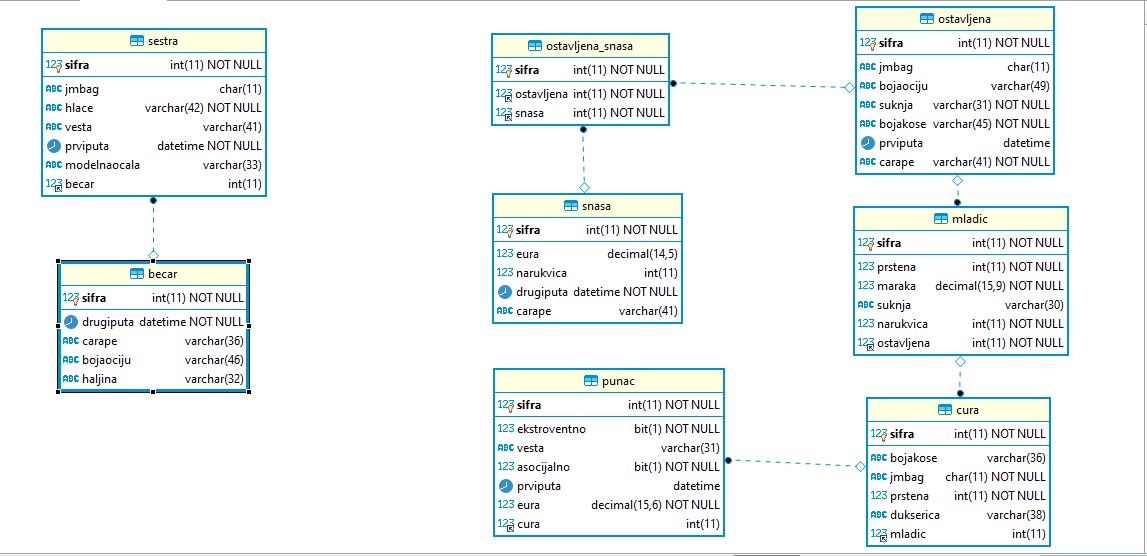 sestra
123 sifra int(11) NOT NULL
ABC jmbag char(11)
ABC hlace varchar(42) NOT NULL
ABC vesta varchar(41)
prviputa datetime NOT NULL
ABC modelnaocala varchar(33)
123 becar int(11)
becar
123 sifra int(11) NOT NULL
drugiputa datetime NOT NULL
ABC carape varchar(36)
ABC bojaociju varchar(46)
ABC haljina varchar(32)
ostavljena_snasa
123 sifra int(11) NOT NULL
123 ostavljena int(11) NOT NULL
123 snasa int(11) NOT NULL
snasa
123 sifra int(11) NOT NULL
123 eura decimal(14,5)
123 narukvica int(11)
drugiputa datetime NOT NULL
ABC carape varchar(41)
punac
123 sifra int(11) NOT NULL
123 ekstroventno bit(1) NOT NULL
ABC vesta varchar(31)
123 asocijalno bit(1) NOT NULL
prviputa datetime
123 eura decimal(15,6) NOT NULL
123 cura int(11)
ostavljena
123 sifra int(11) NOT NULL
ABC jmbag char(11)
ABC bojaociju varchar(49)
ABC suknja varchar(31) NOT NULL
ABC bojakose varchar(45) NOT NULL
prviputa datetime
ABC carape varchar(41) NOT NULL
mladic
123 sifra int(11) NOT NULL
123 prstena int(11) NOT NULL
123 maraka decimal(15,9) NOT NULL
ABC suknja varchar(30)
123 narukvica int(11) NOT NULL
123 ostavljena int(11) NOT NULL
cura
123 sifra int(11) NOT NULL
ABC bojakose varchar(36)
ABC jmbag char(11) NOT NULL
123 prstena int(11) NOT NULL
ABC dukserica varchar(38)
123 mladic int(11)